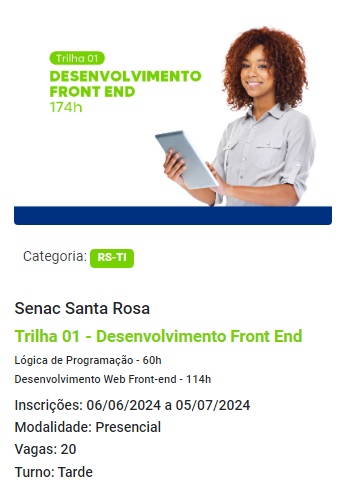 Trilha 01
DESENVOLVIMENTO
FRONT END
174h
Categoria: RS-TI
Senac Santa Rosa
Trilha 01 - Desenvolvimento Front End
Lógica de Programação - 60h
Desenvolvimento Web Front-end - 114h
Inscrições: 06/06/2024 a 05/07/2024
Modalidade: Presencial
Vagas: 20
Turno: Tarde